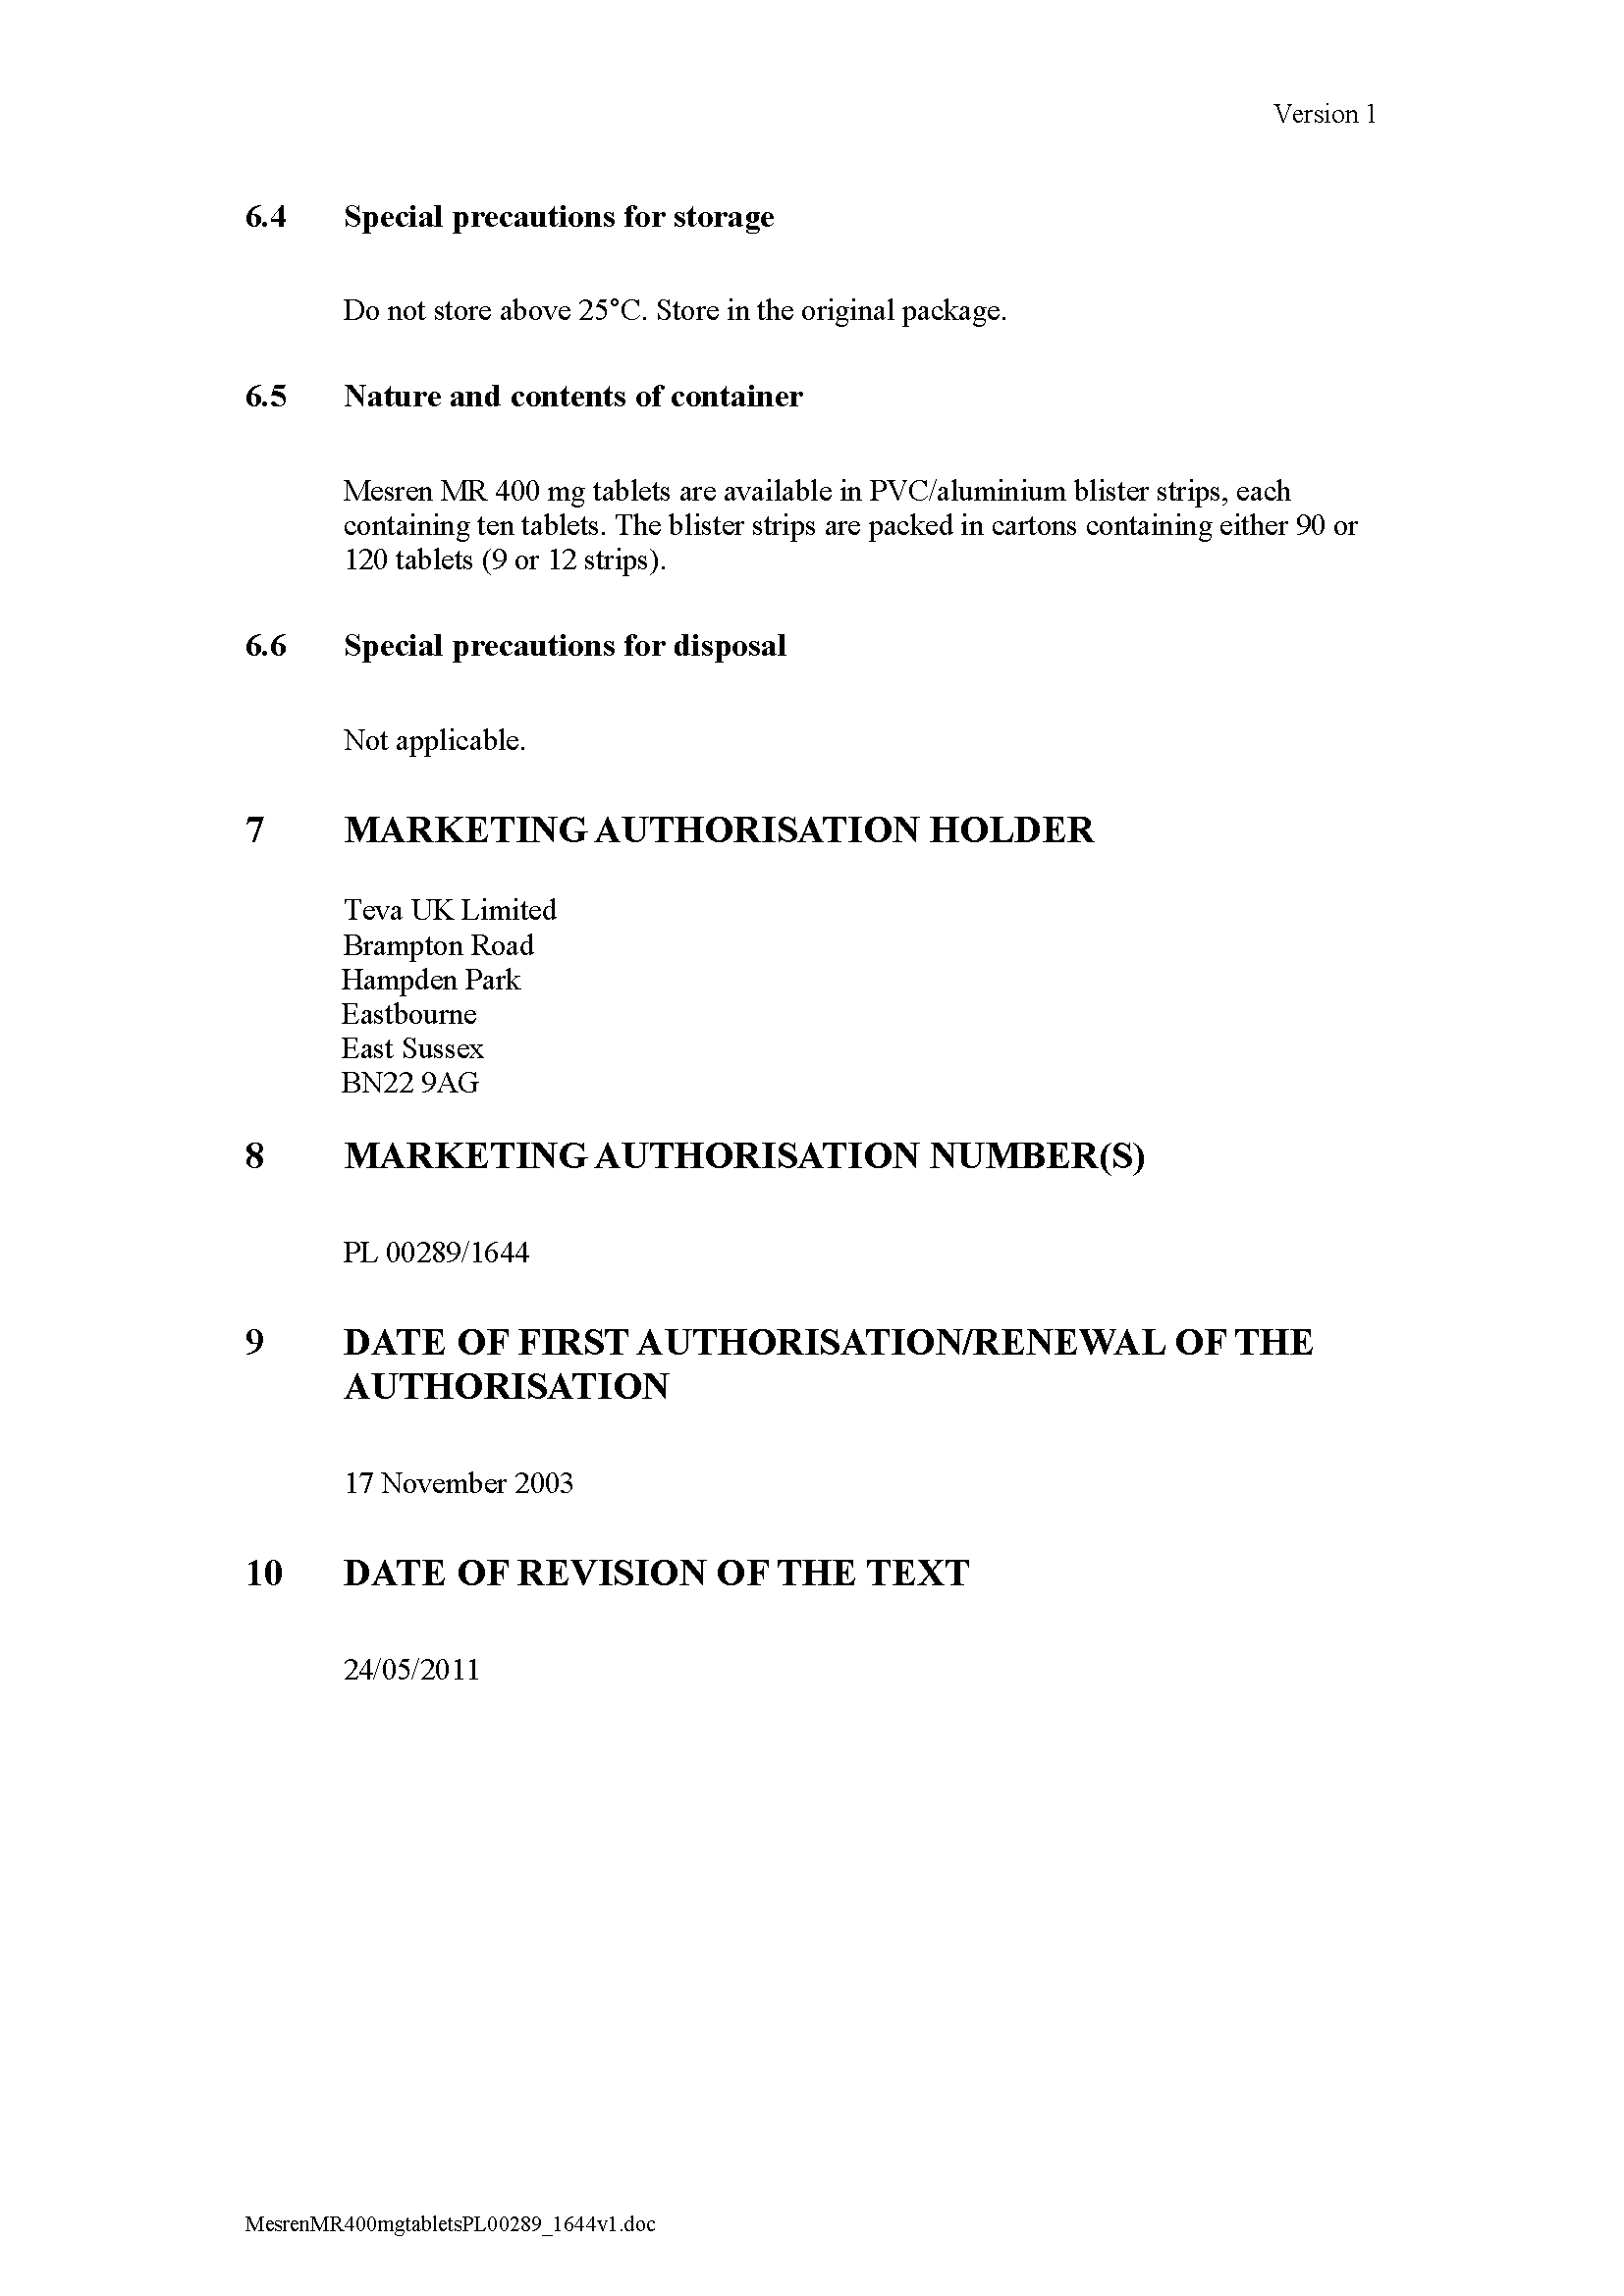 Version 1
6.4 Special precautions for storage
Do not store above 25°C. Store in the original package.
6.5 Nature and contents of container
Mesren MR 400 mg tablets are available in PVC/aluminium blister strips, each
containing ten tablets. The blister strips are packed in cartons containing either 90 or
120 tablets (9 or 12 strips).
6.6 Special precautions for disposal
Not applicable.
7 MARKETING AUTHORISATION HOLDER
Teva UK Limited
Brampton Road
Hampden Park
Eastbourne
East Sussex
BN22 9AG
8 MARKETING AUTHORISATION NUMBER(S)
PL 00289/1644
9 DATE OF FIRST AUTHORISATION/RENEWAL OF THE
AUTHORISATION
17 November 2003
10 DATE OF REVISION OF THE TEXT
24/05/2011
MesrenMR400mgtabletsPL00289_1644v1.doc